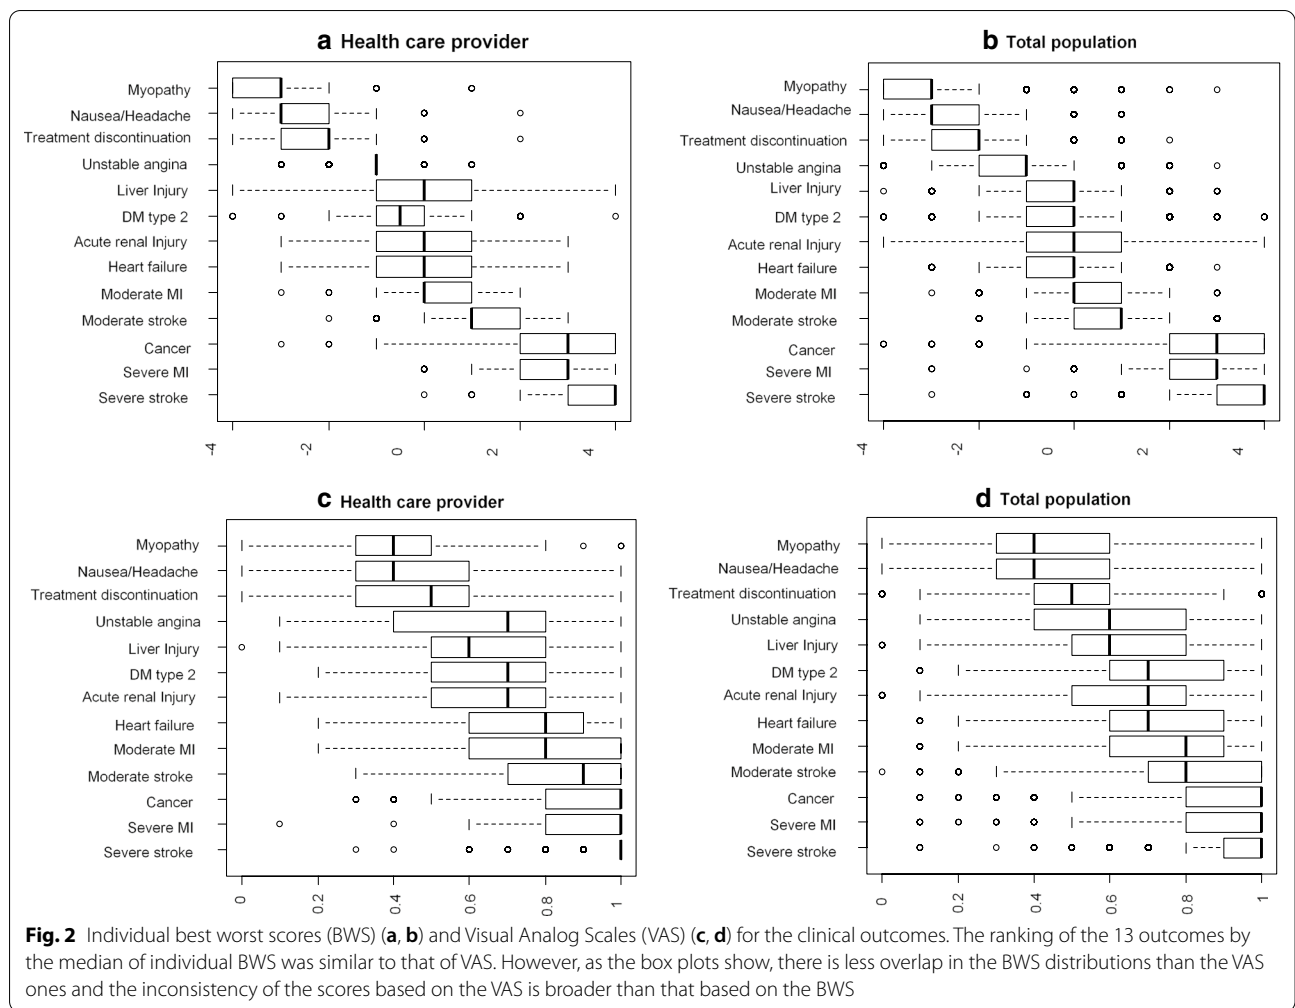 a Health care provider
Myopathy
Nausea/Headache
Treatment discontinuation
Unstable angina
Liver Injury
DM type 2
Acute renal Injury
Heart failure
Moderate MI
Moderate stroke
Cancer
Severe MI
Severe stroke
-4 -2 0 2 4
b Total population
Myopathy
Nausea/Headache
Treatment discontinuation
Unstable angina
Liver Injury
DM type 2
Acute renal Injury
Heart failure
Moderate MI
Moderate stroke
Cancer
Severe MI
Severe stroke
-4 -2 0 2 4
c Health care provider
Myopathy
Nausea/Headache
Treatment discontinuation
Unstable angina
Liver Injury
DM type 2
Acute renal Injury
Heart failure
Moderate MI
Moderate stroke
Cancer
Severe MI
Severe stroke
0 0.2 0.4 0.6 0.8 1
d Total population
Myopathy
Nausea/Headache
Treatment discontinuation
Unstable angina
Liver Injury
DM type 2
Acute renal Injury
Heart failure
Moderate MI
Moderate stroke
Cancer
Severe MI
Severe stroke
0 0.2 0.4 0.6 0.8 1
Fig. 2 Individual best worst scores (BWS) (a, b) and Visual Analog Scales (VAS) (c, d) for the clinical outcomes. The ranking of the 13 outcomes by
the median of individual BWS was similar to that of VAS. However, as the box plots show, there is less overlap in the BWS distributions than the VAS
ones and the inconsistency of the scores based on the VAS is broader than that based on the BWS